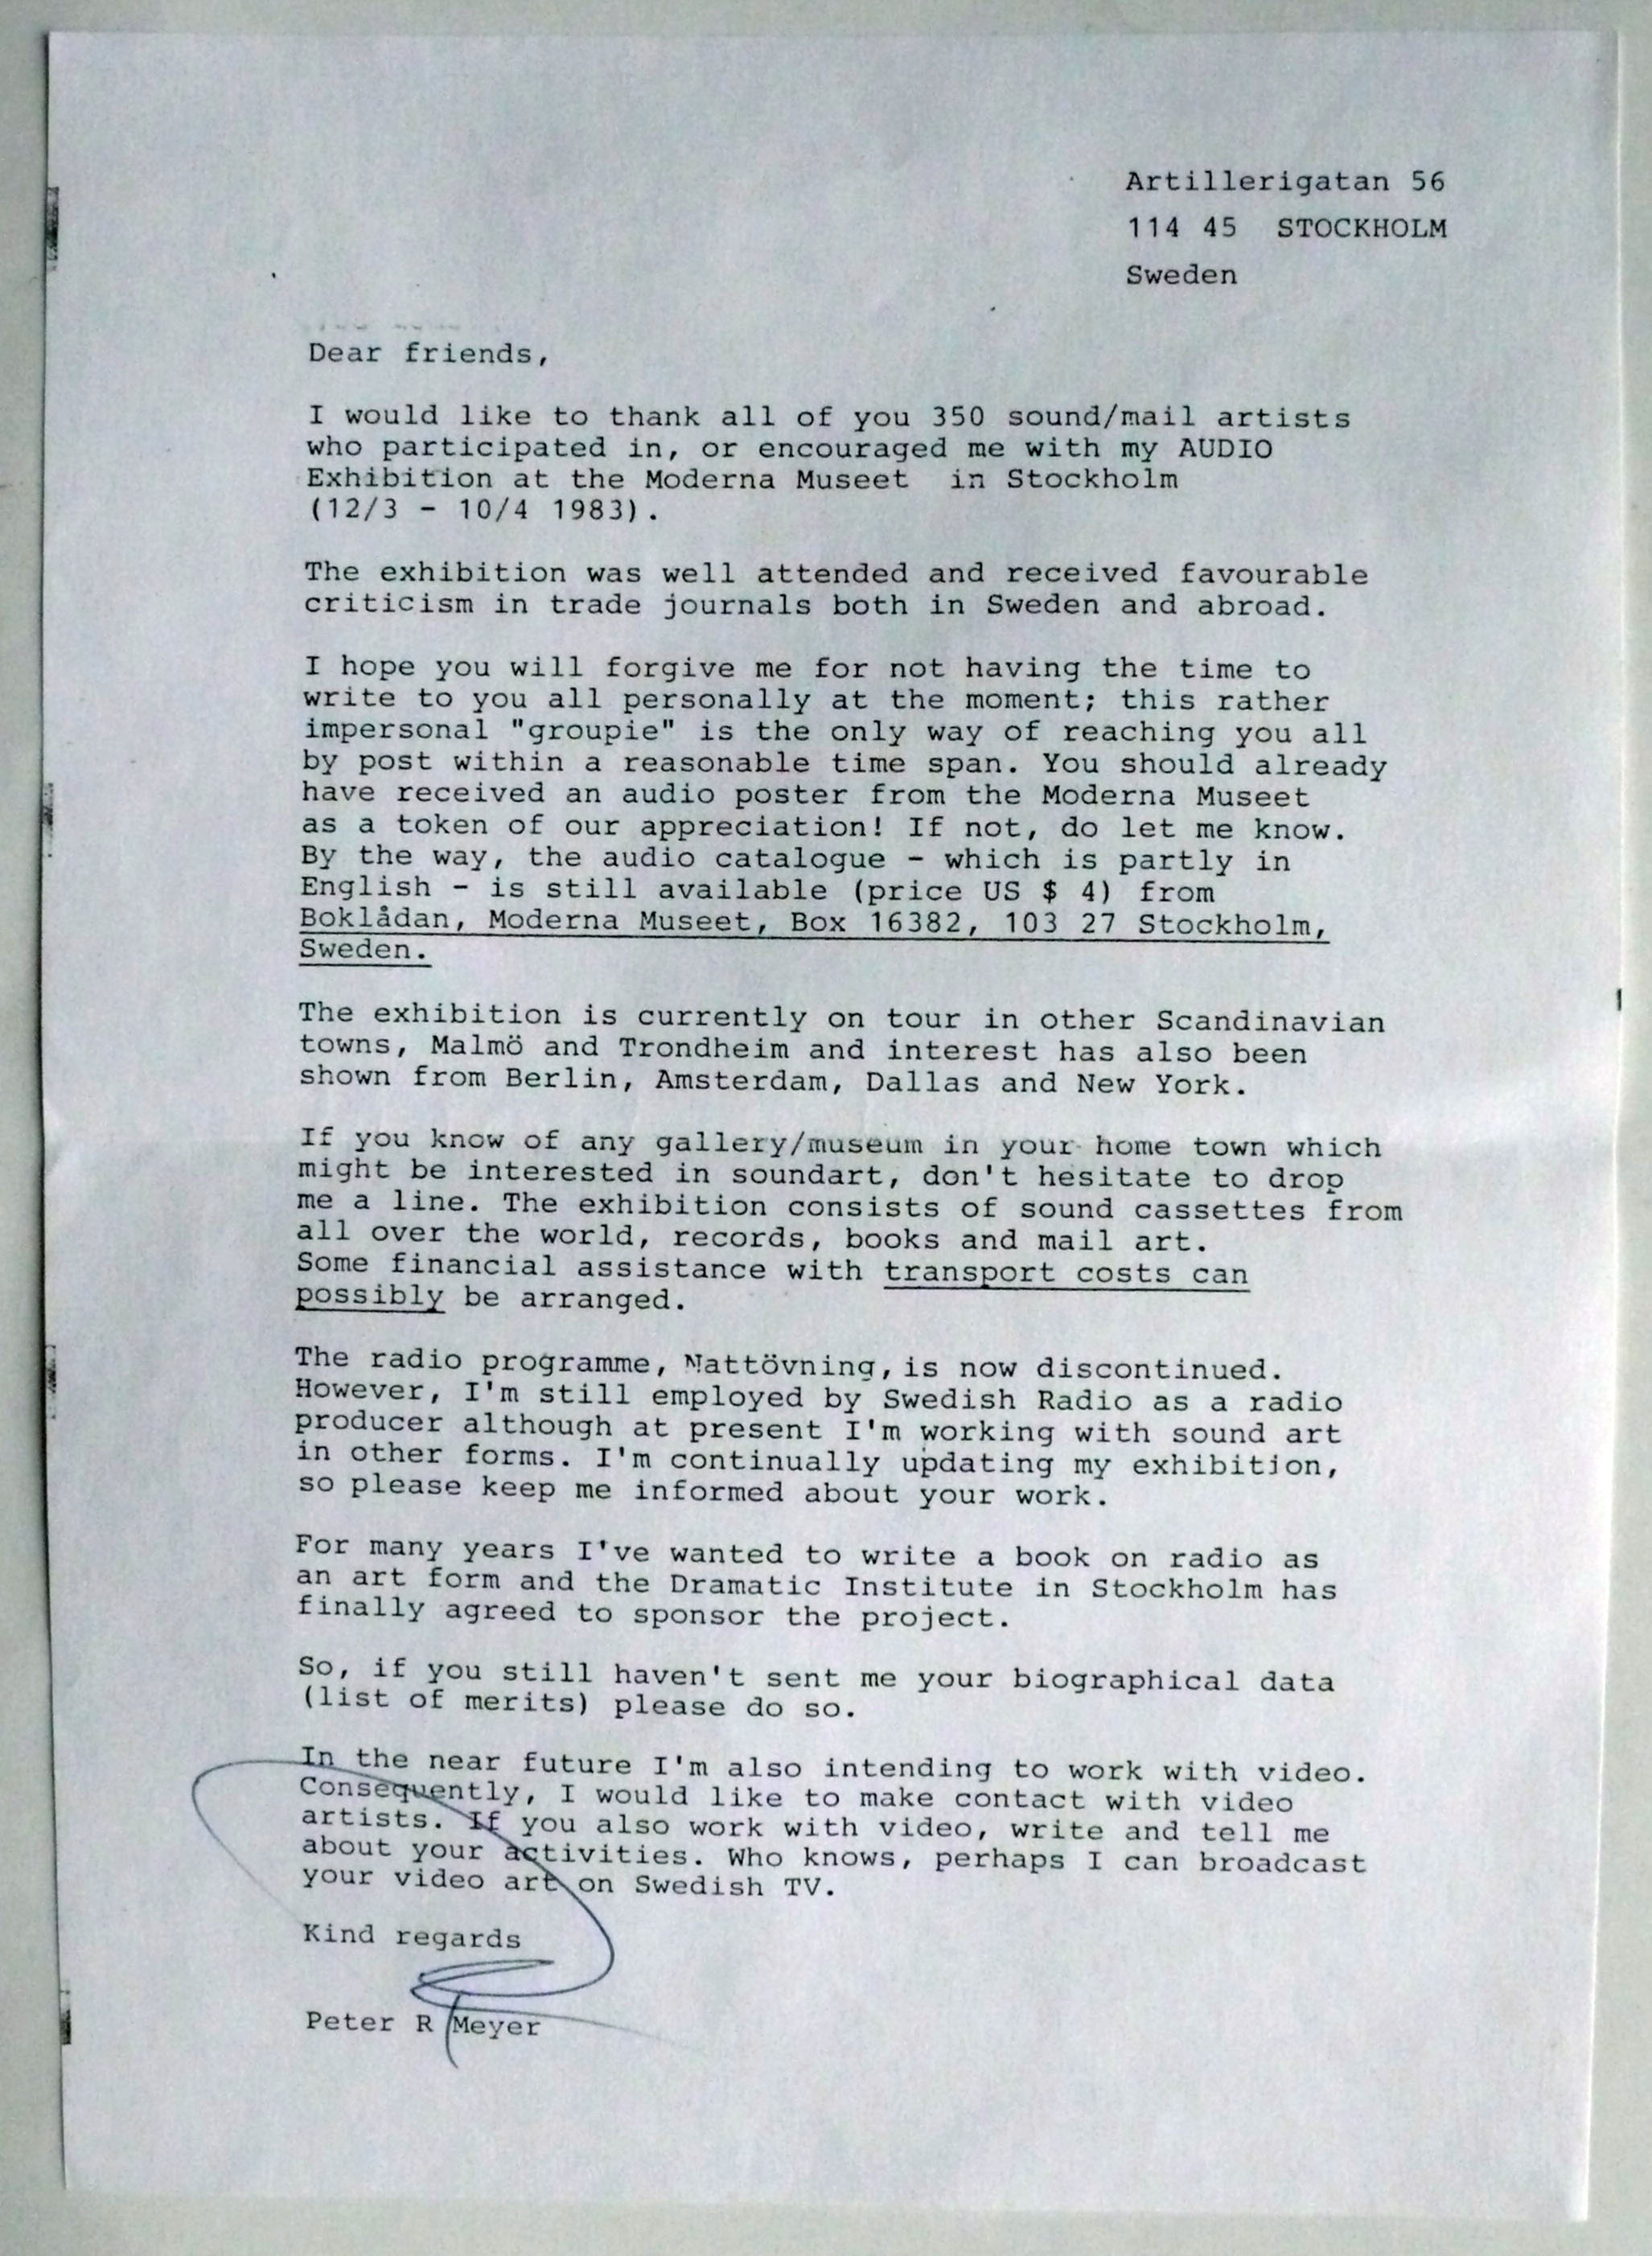 Artillerigatan 56
114 45  STOCKHOLM
Sweden
Dear friends,
I would like to thank all of you 350 sound/mail artists
who participated in, or encouraged me with my AUDIO
Exhibition at the Moderna Museet  in Stockholm
(12/3 - 10/4 1983).
The exhibition was well attended and received favourable
criticism in trade journals both in Sweden and abroad.
I hope you will forgive me for not having the time to
write to you all personally at the moment; this rather
impersonal "groupie" is the only way of reaching you all
by post within a reasonable time span. You should already
have received an audio poster from the Moderna Museet
as a token of our appreciation! If not, do let me know.
By the way, the audio catalogue - which is partly in
English - is still available (price US $ 4) from
Boklådan, Moderna Museet, Box 16382, 103 27 Stockholm,
Sweden.
The exhibition is currently on tour in other Scandinavian
towns, Malmö and Trondheim and interest has also been
shown from Berlin, Amsterdam, Dallas and New York.
If you know of any gallery/museum in your home town which
might be interested in soundart, don't hesitate to drop
me a line. The exhibition consists of sound cassettes from
all over the world, records, books and mail art.
Some financial assistance with transport costs can
possibly be arranged.
The radio programme, Nattövning, is now discontinued.
However, I'm still employed by Swedish Radio as a radio
producer although at present I'm working with sound art
in other forms. I'm continually updating my exhibition,
so please keep me informed about your work.
For many years I've wanted to write a book on radio as
an art form and the Dramatic Institute in Stockholm has
finally agreed to sponsor the project.
So, if you still haven't sent me your biographical data
(list of merits) please do so.
In the near future I'm also intending to work with video.
Consequently, I would like to make contact with video
artists. If you also work with video, write and tell me
about your activities. Who knows, perhaps I can broadcast
your video art on Swedish TV.
Kind regards
Peter R Meyer